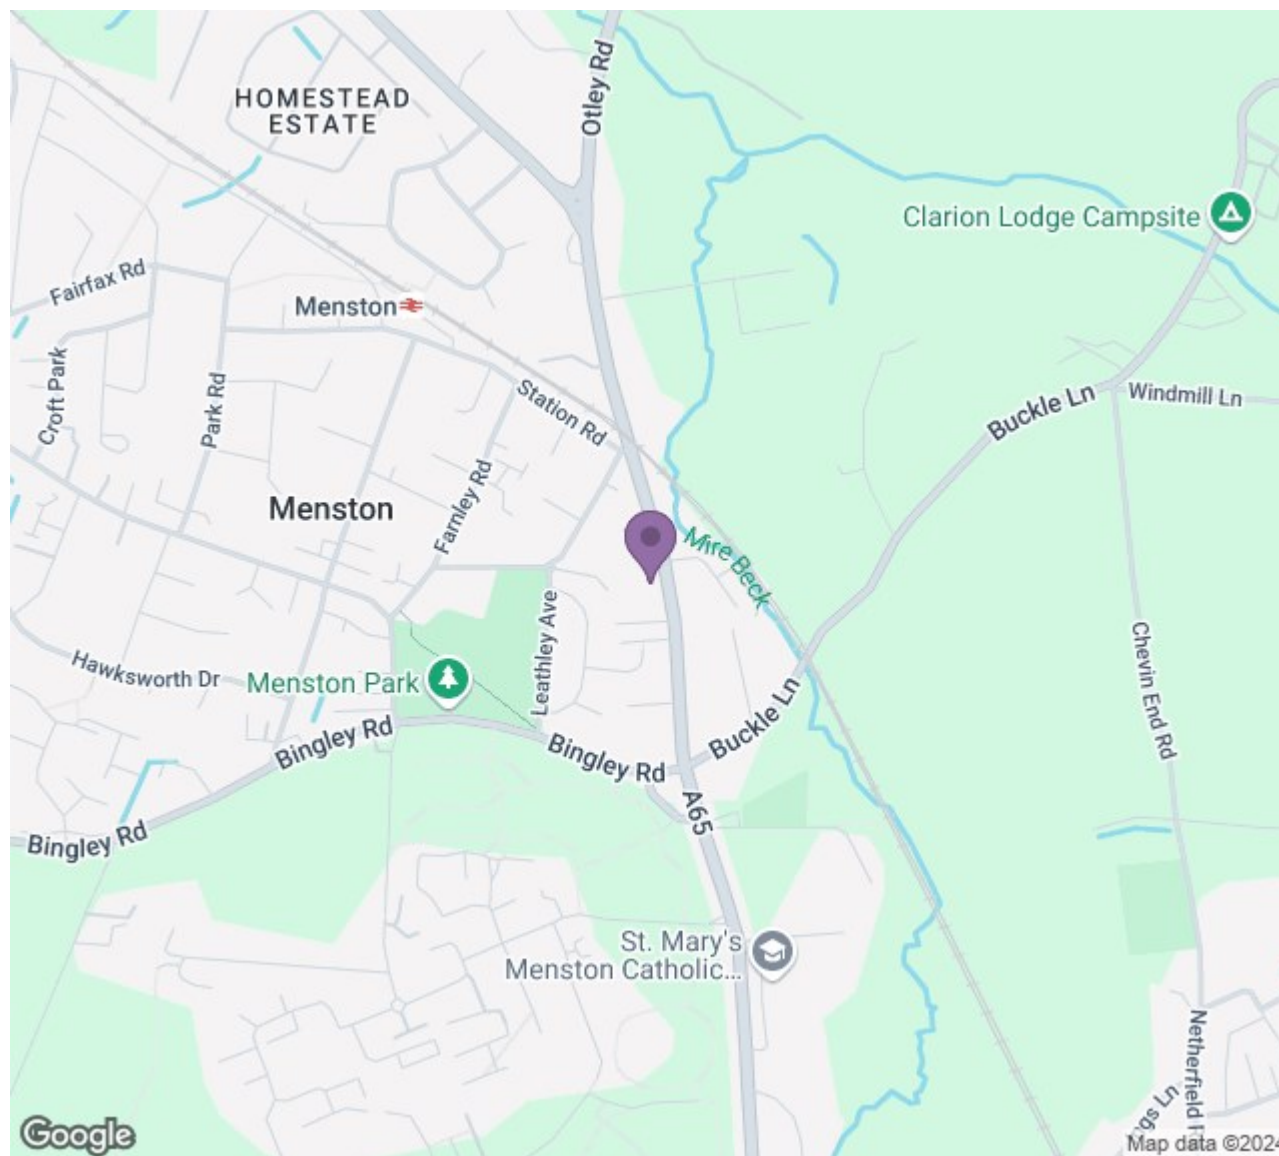 Otley Rd
HOMESTEAD
ESTATE
Clarion Lodge Campsite
Fairfax Rd
Menston
Croft Park
Park Rd
Station Rd
Buckle Ln
Windmill Ln
Farnley Rd
Menston
Mire Beck
Leathley Ave
Hawksworth Dr
Menston Park
Chevin End Rd
Buckle Ln
Bingley Rd
Bingley Rd
A65
Bingley Rd
St. Mary's
Menston Catholic...
Netherfield R
ngs Ln
Google
Map data ©2024